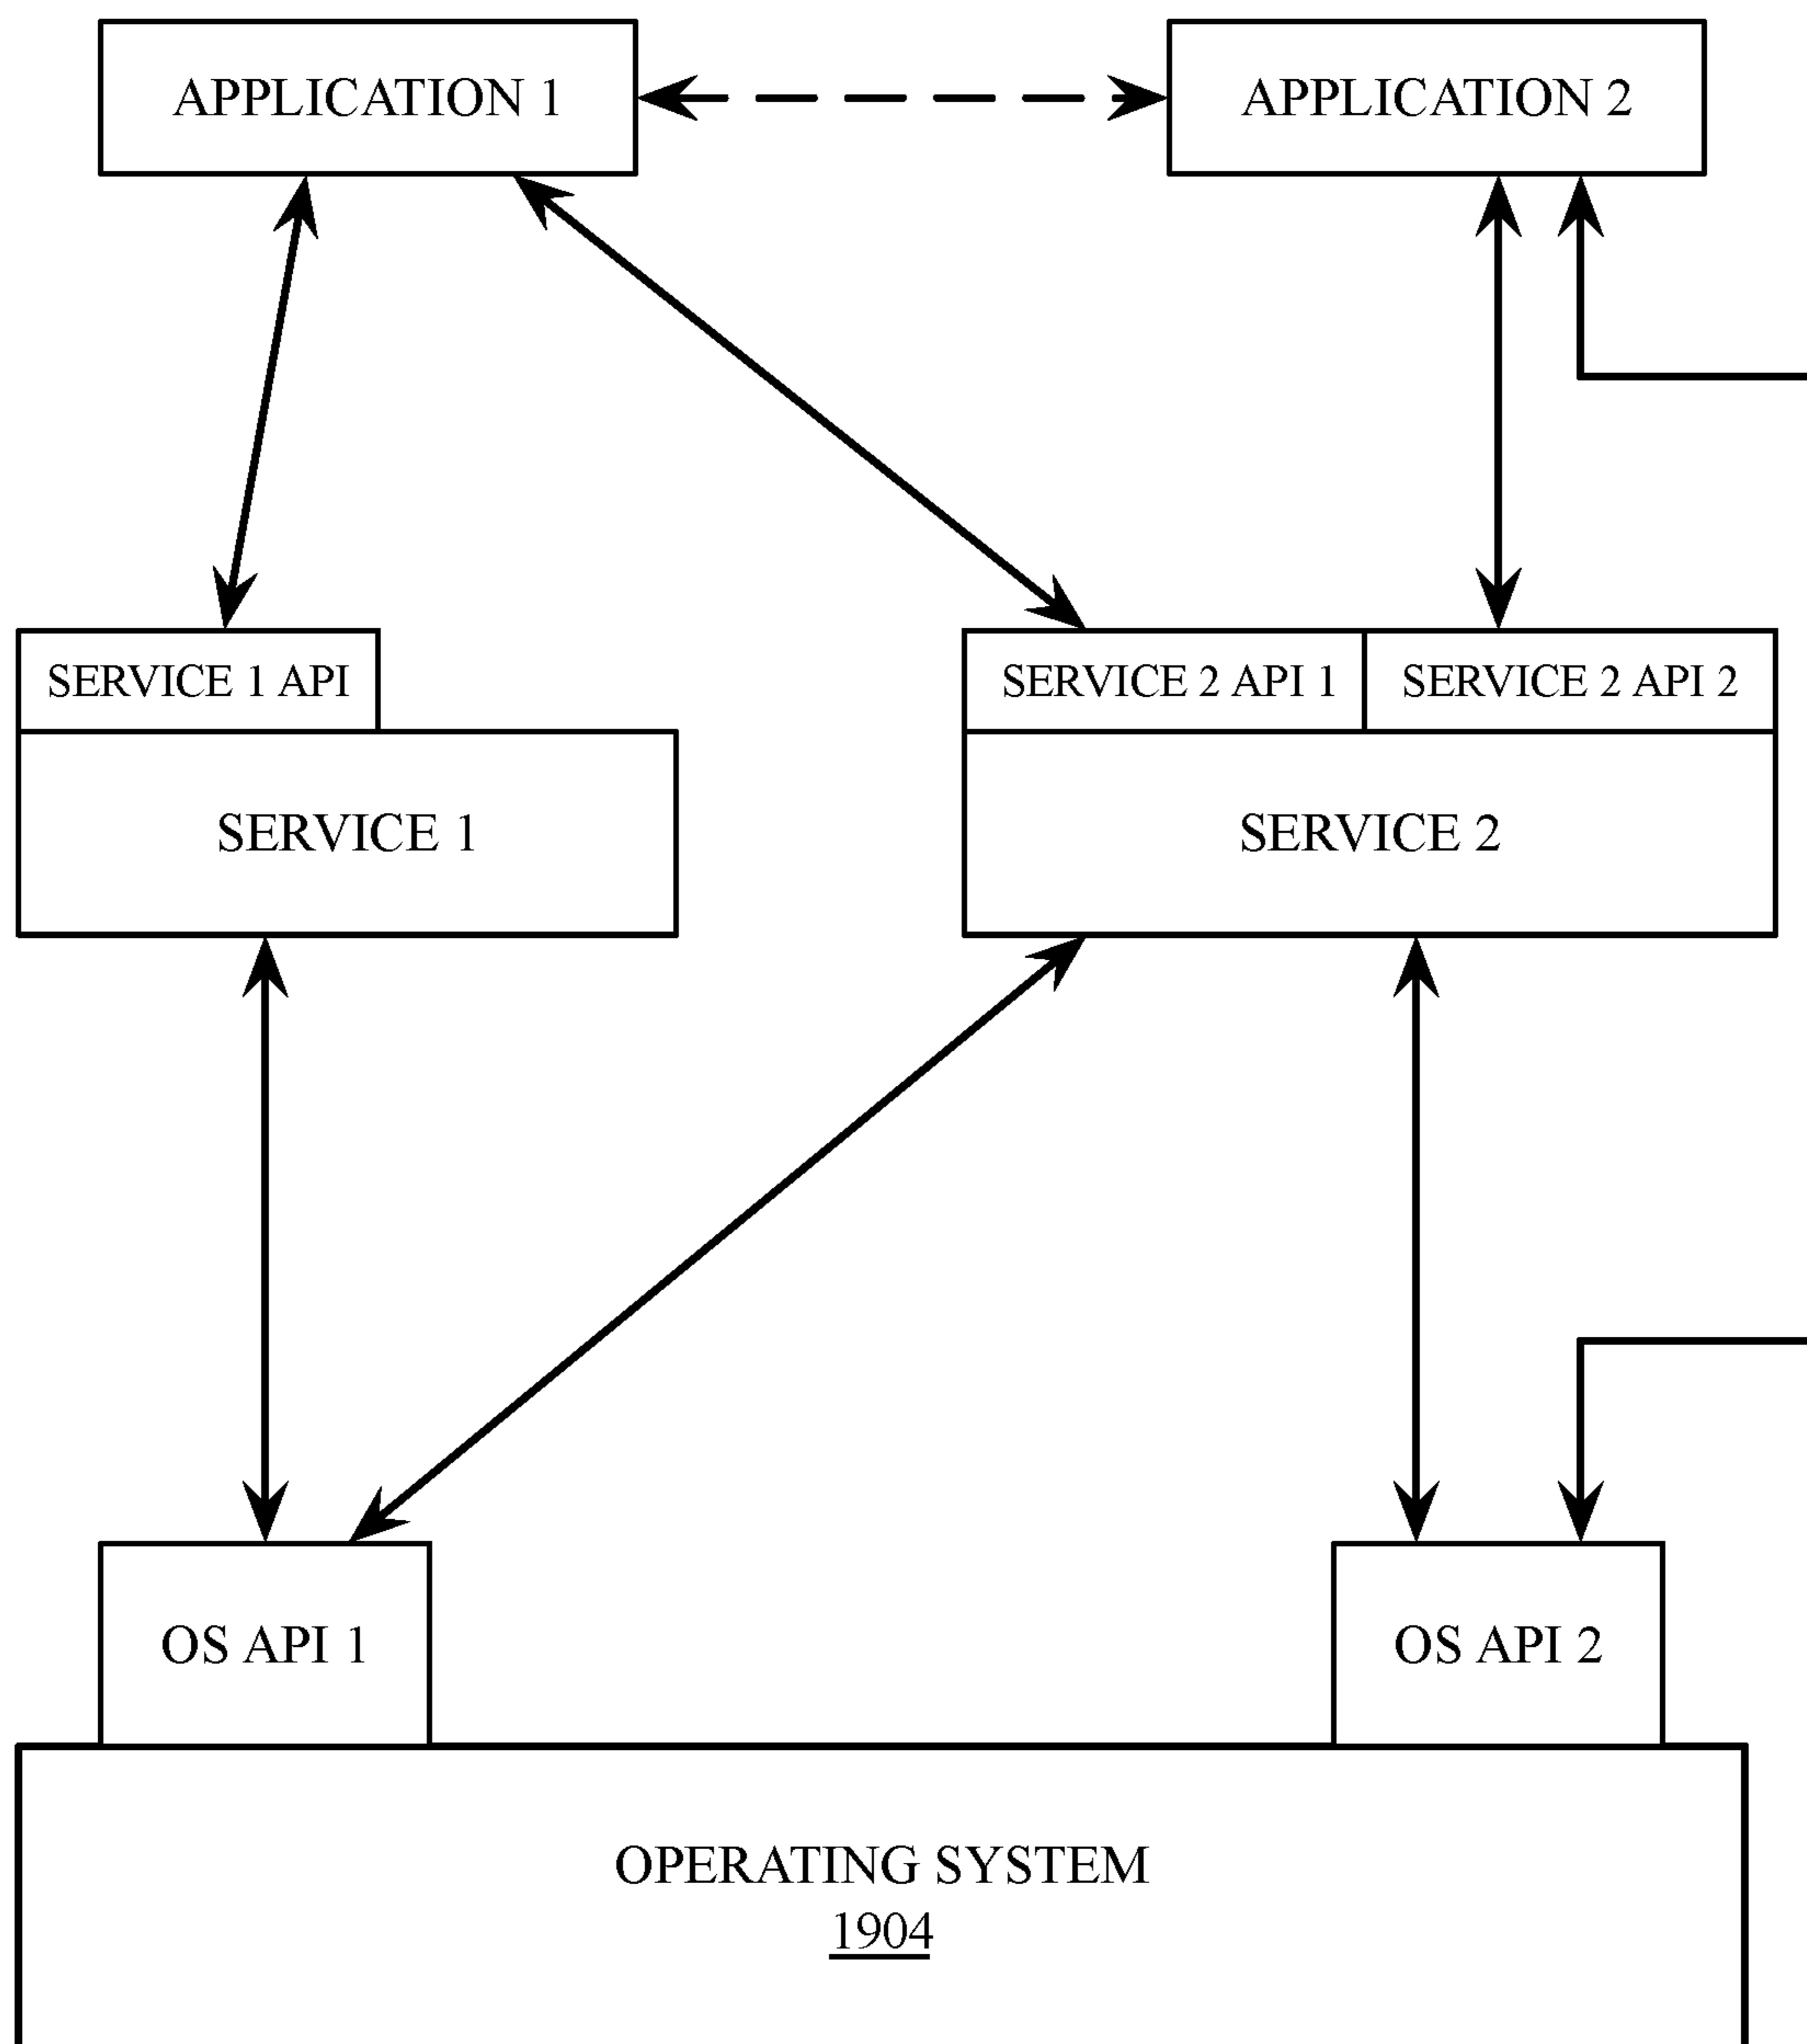 APPLICATION 1
APPLICATION 2
SERVICE 1 API
SERVICE 2 API 1
SERVICE 2 API 2
SERVICE 1
SERVICE 2
OS API 1
OS API 2
OPERATING SYSTEM
1904